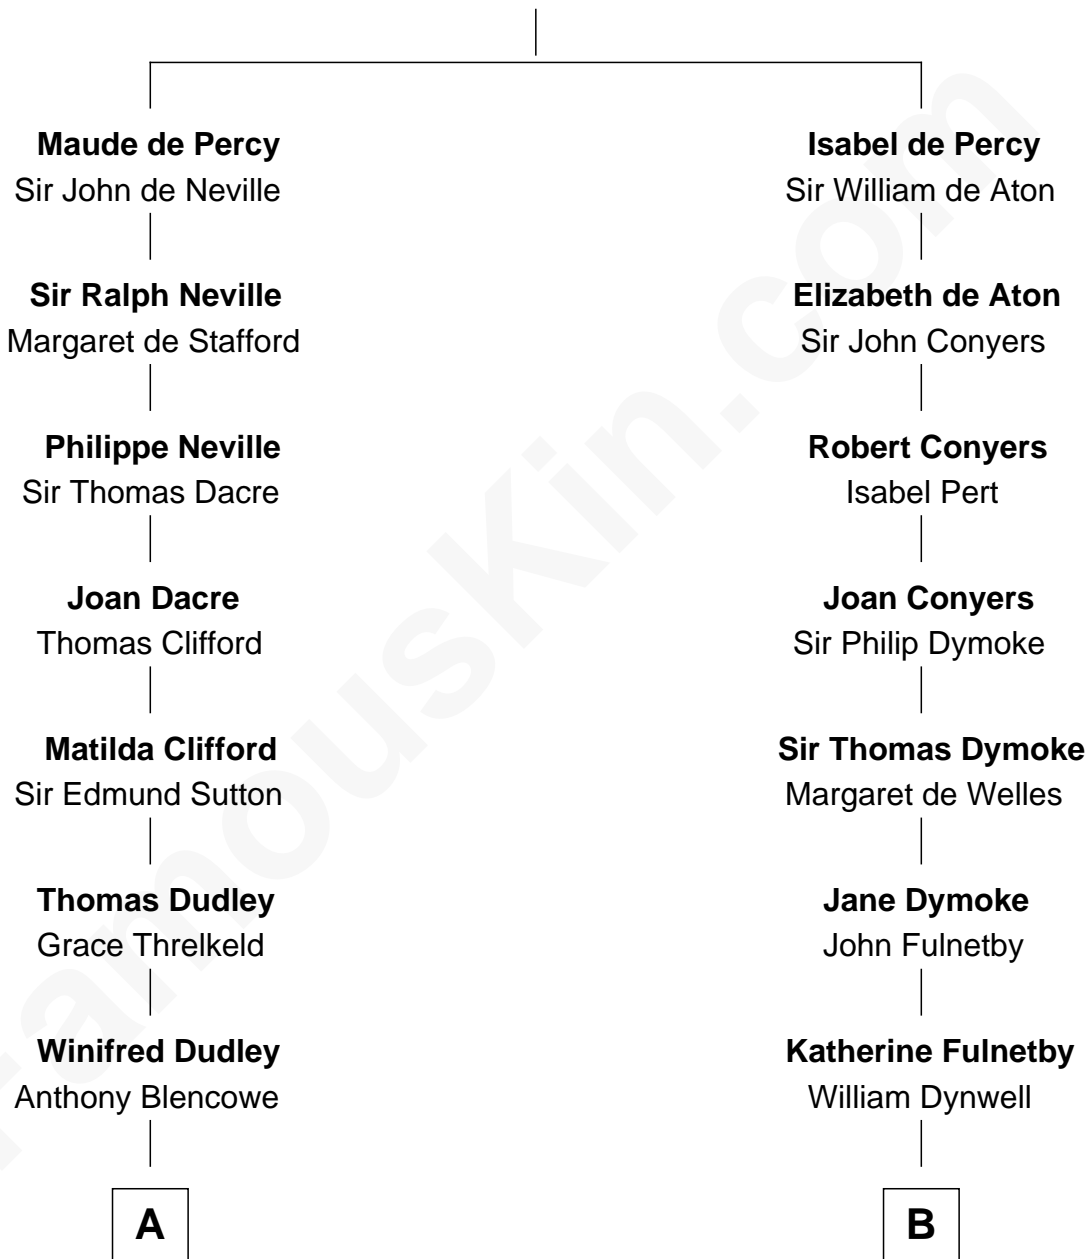 Maude de Percy
Sir John de Neville
Sir Ralph Neville
Margaret de Stafford
Philippe Neville
Sir Thomas Dacre
Joan Dacre
Thomas Clifford
Matilda Clifford
Sir Edmund Sutton
Thomas Dudley
Grace Threlkeld
Winifred Dudley
Anthony Blencowe
A
Isabel de Percy
Sir William de Aton
Elizabeth de Aton
Sir John Conyers
Robert Conyers
Isabel Pert
Joan Conyers
Sir Philip Dymoke
Sir Thomas Dymoke
Margaret de Welles
Jane Dymoke
John Fulnetby
Katherine Fulnetby
William Dynwell
B
FamousKin.com